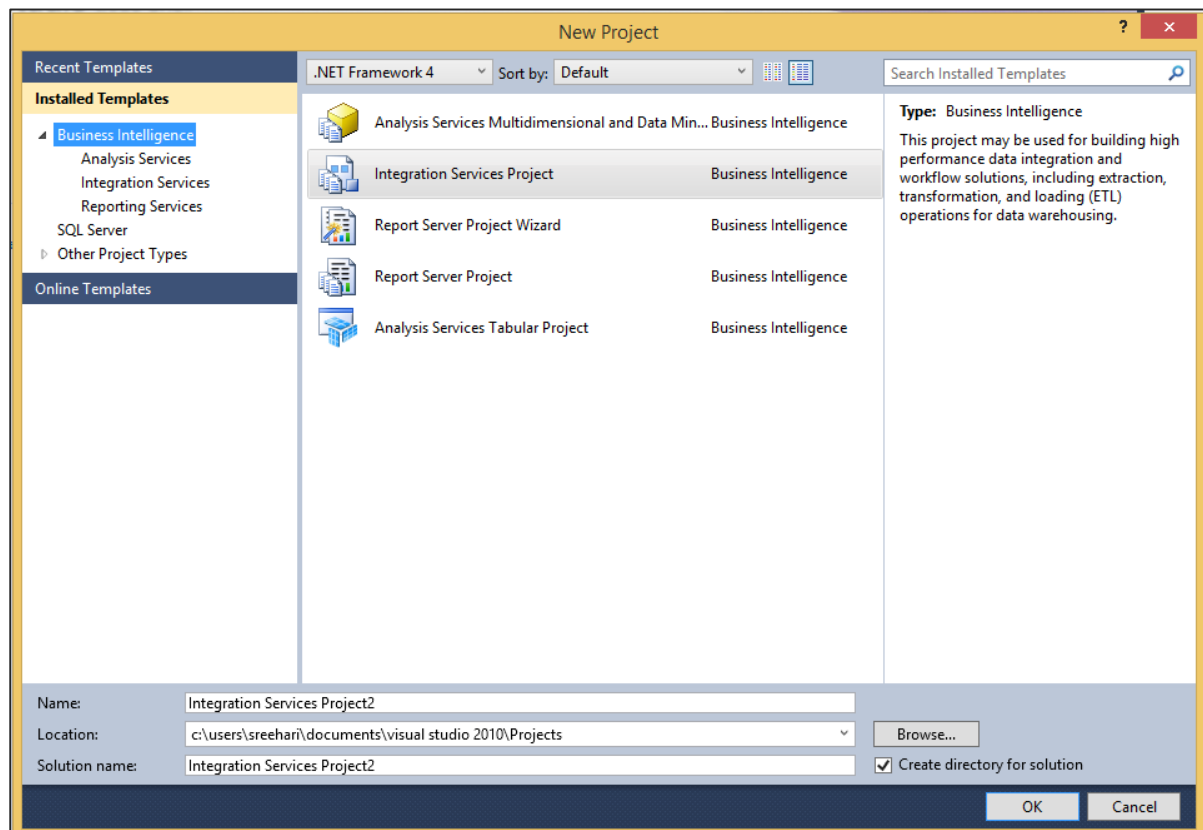 New Project
?
Recent Templates
Installed Templates
Business Intelligence
Analysis Services
Integration Services
Reporting Services
SQL Server
Other Project Types
Online Templates
.NET Framework 4
Sort by: Default
Analysis Services Multidimensional and Data Min... Business Intelligence
Integration Services Project Business Intelligence
Report Server Project Wizard Business Intelligence
Report Server Project Business Intelligence
Analysis Services Tabular Project Business Intelligence
Search Installed Templates
Type: Business Intelligence
This project may be used for building high
performance data integration and
workflow solutions, including extraction,
transformation, and loading (ETL)
operations for data warehousing.
Name: Integration Services Project2
Location: c:\users\sreehari\documents\visual studio 2010\Projects
Browse...
Solution name: Integration Services Project2
Create directory for solution
OK Cancel